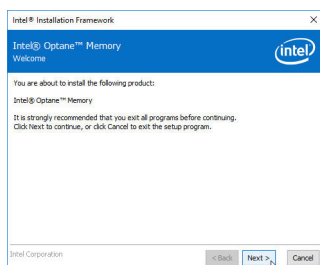 Intel® Installation Framework
Intel® Optane™ Memory
Welcome
intel
You are about to install the following product:
Intel® Optane™ Memory
It is strongly recommended that you exit all programs before continuing.
Click Next to continue, or click Cancel to exit the setup program.
Intel Corporation
< Back
Next >
Cancel